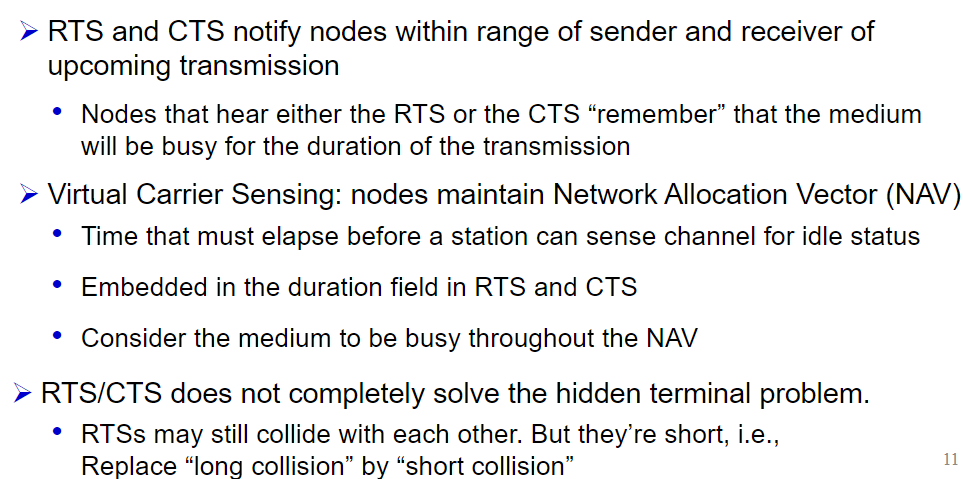 RTS and CTS notify nodes within range of sender and receiver of
upcoming transmission
Nodes that hear either the RTS or the CTS “remember” that the medium
will be busy for the duration of the transmission
Virtual Carrier Sensing: nodes maintain Network Allocation Vector (NAV)
Time that must elapse before a station can sense channel for idle status
Embedded in the duration field in RTS and CTS
Consider the medium to be busy throughout the NAV
RTS/CTS does not completely solve the hidden terminal problem.
RTSs may still collide with each other. But they’re short, i.e.,
Replace “long collision” by “short collision”
11